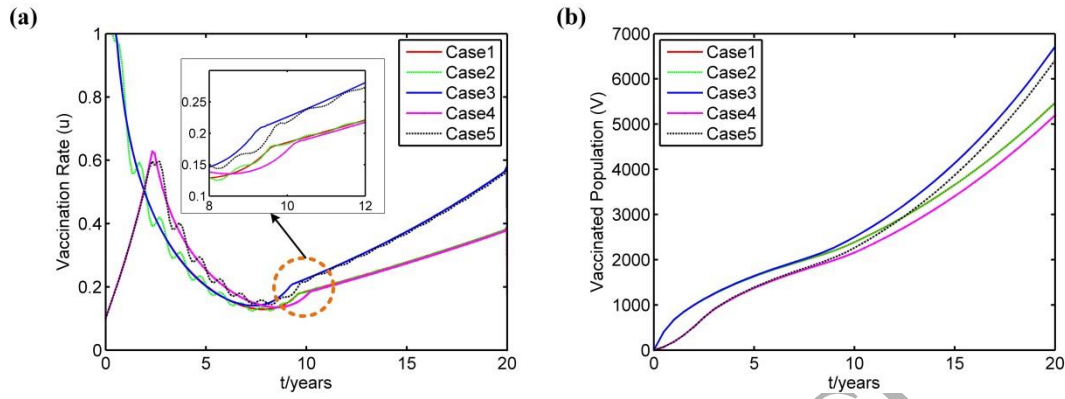 (a)
1
0.8
0.6
0.4
0.2
0
Vaccination Rate (u)
0 5 10 15 20
t/years
0.25
0.2
0.15
0.1
8 10 12
Case1
Case2
Case3
Case4
Case5
(b)
7000
6000
5000
4000
3000
2000
1000
0
Vaccinated Population (V)
0 5 10 15 20
t/years
Case1
Case2
Case3
Case4
Case5